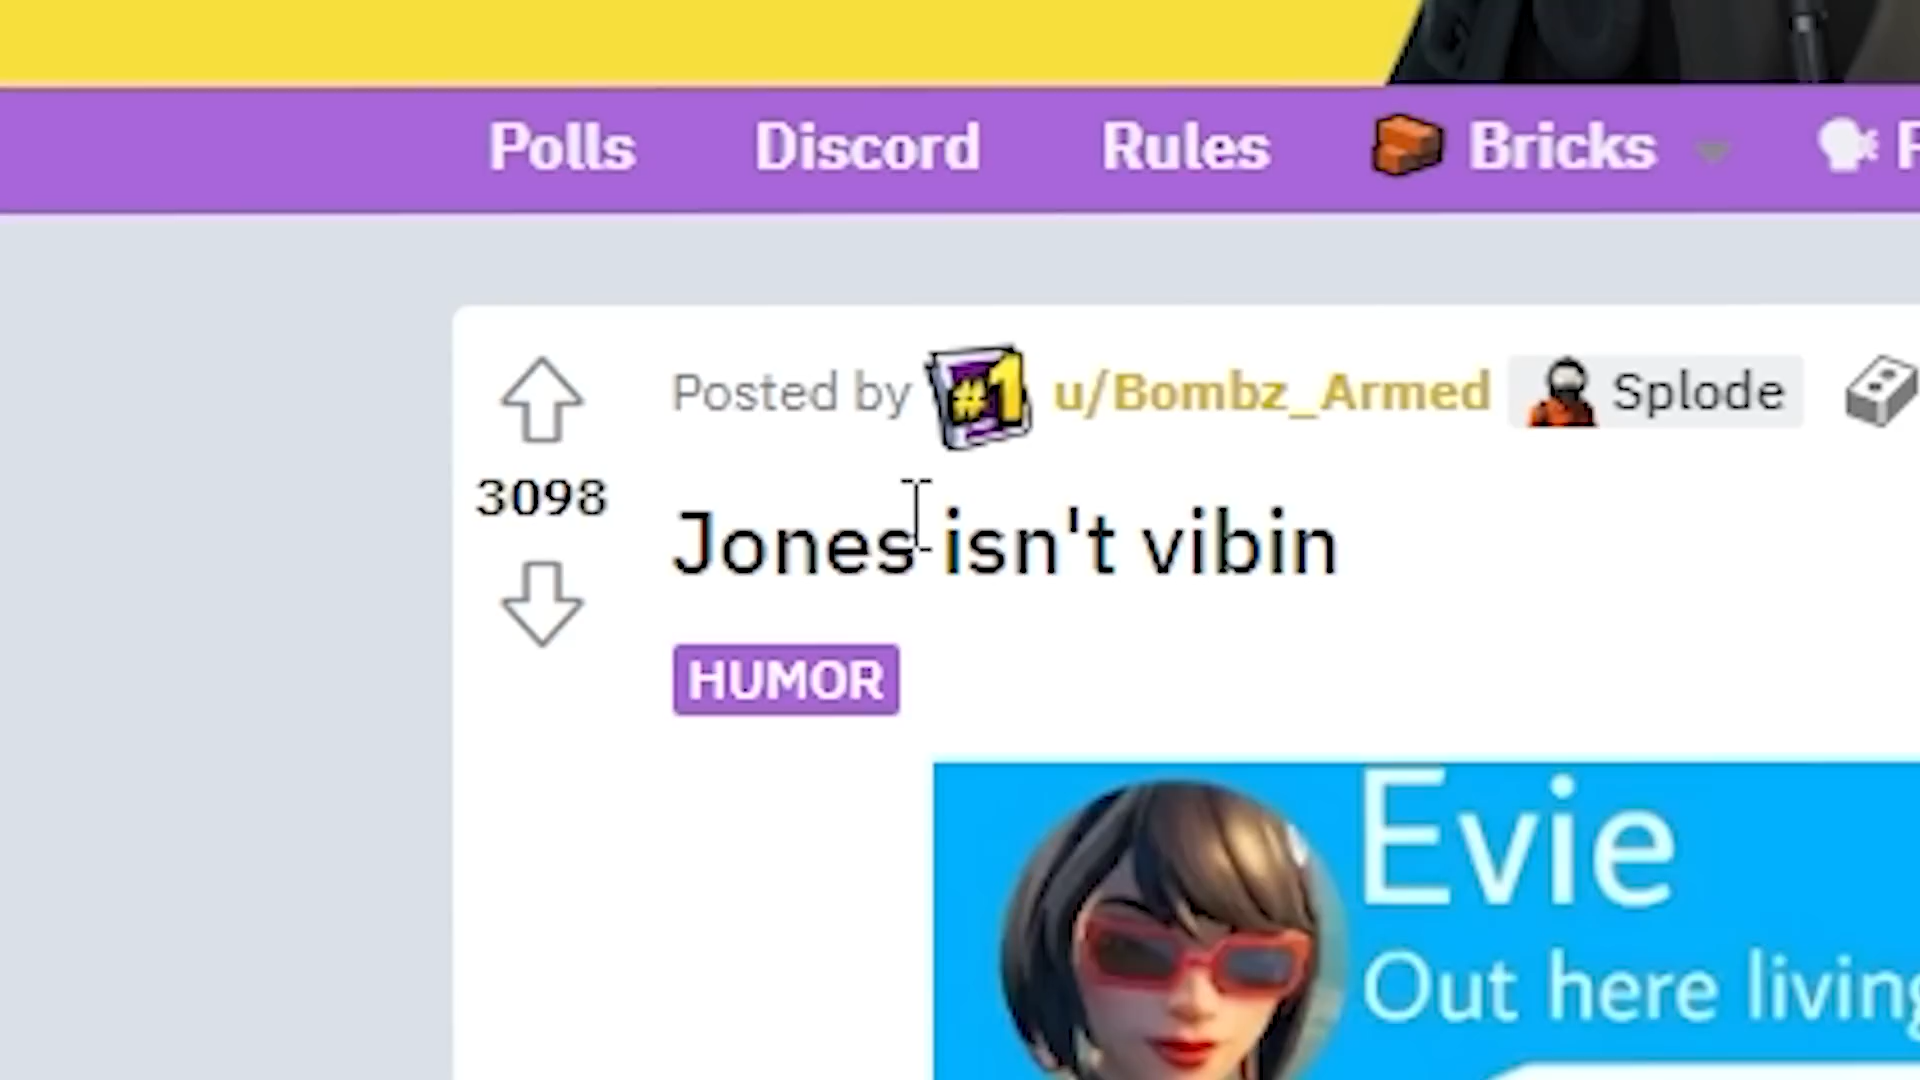 Polls Discord Rules Bricks
Posted by #1 u/Bombz_Armed Splode
3098
Jones isn't vibin
HUMOR
Evie
Out here living